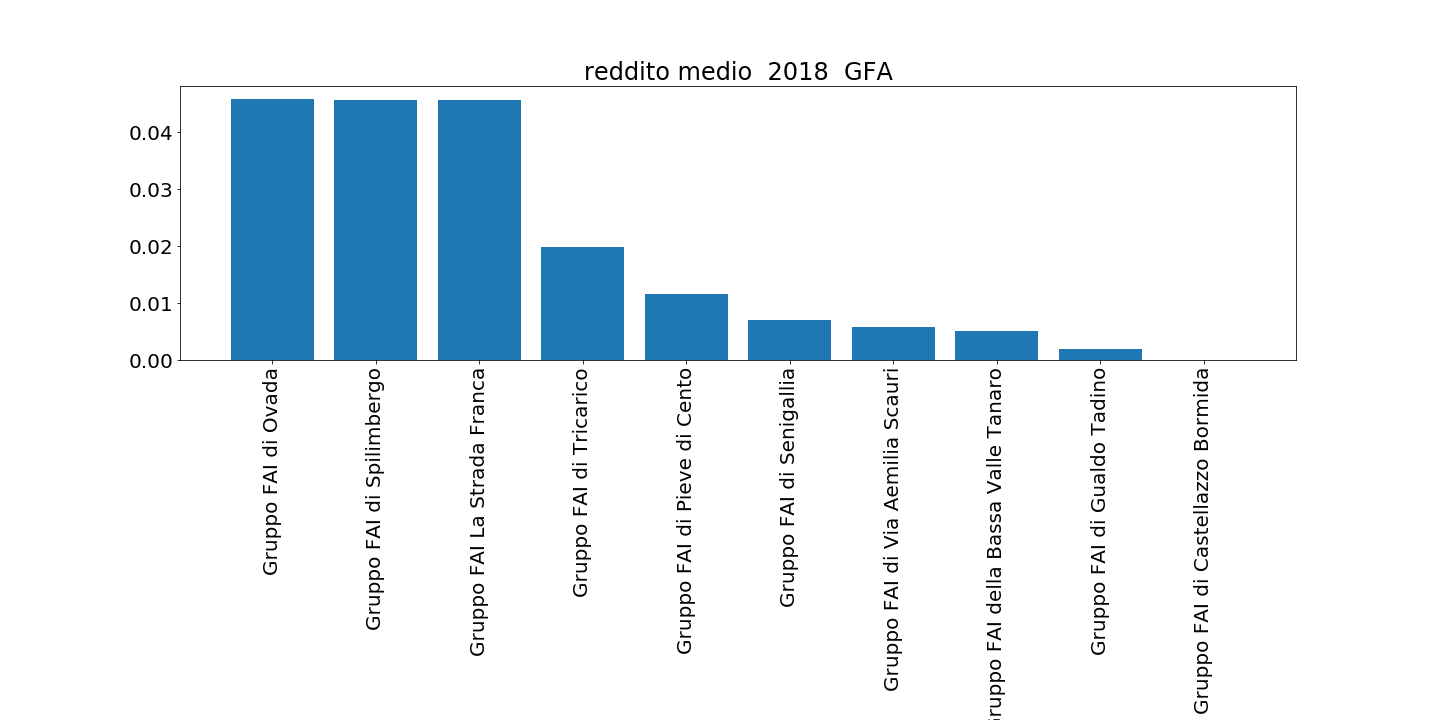 reddito medio  2018  GFA
0.04
0.03
0.02
0.01
0.00
Gruppo FAI di Ovada
Gruppo FAI di Spilimbergo
Gruppo FAI La Strada Franca
Gruppo FAI di Tricarico
Gruppo FAI di Pieve di Cento
Gruppo FAI di Senigallia
Gruppo FAI di Via Aemilia Scauri
ruppo FAI della Bassa Valle Tanaro
Gruppo FAI di Gualdo Tadino
Gruppo FAI di Castellazzo Bormida